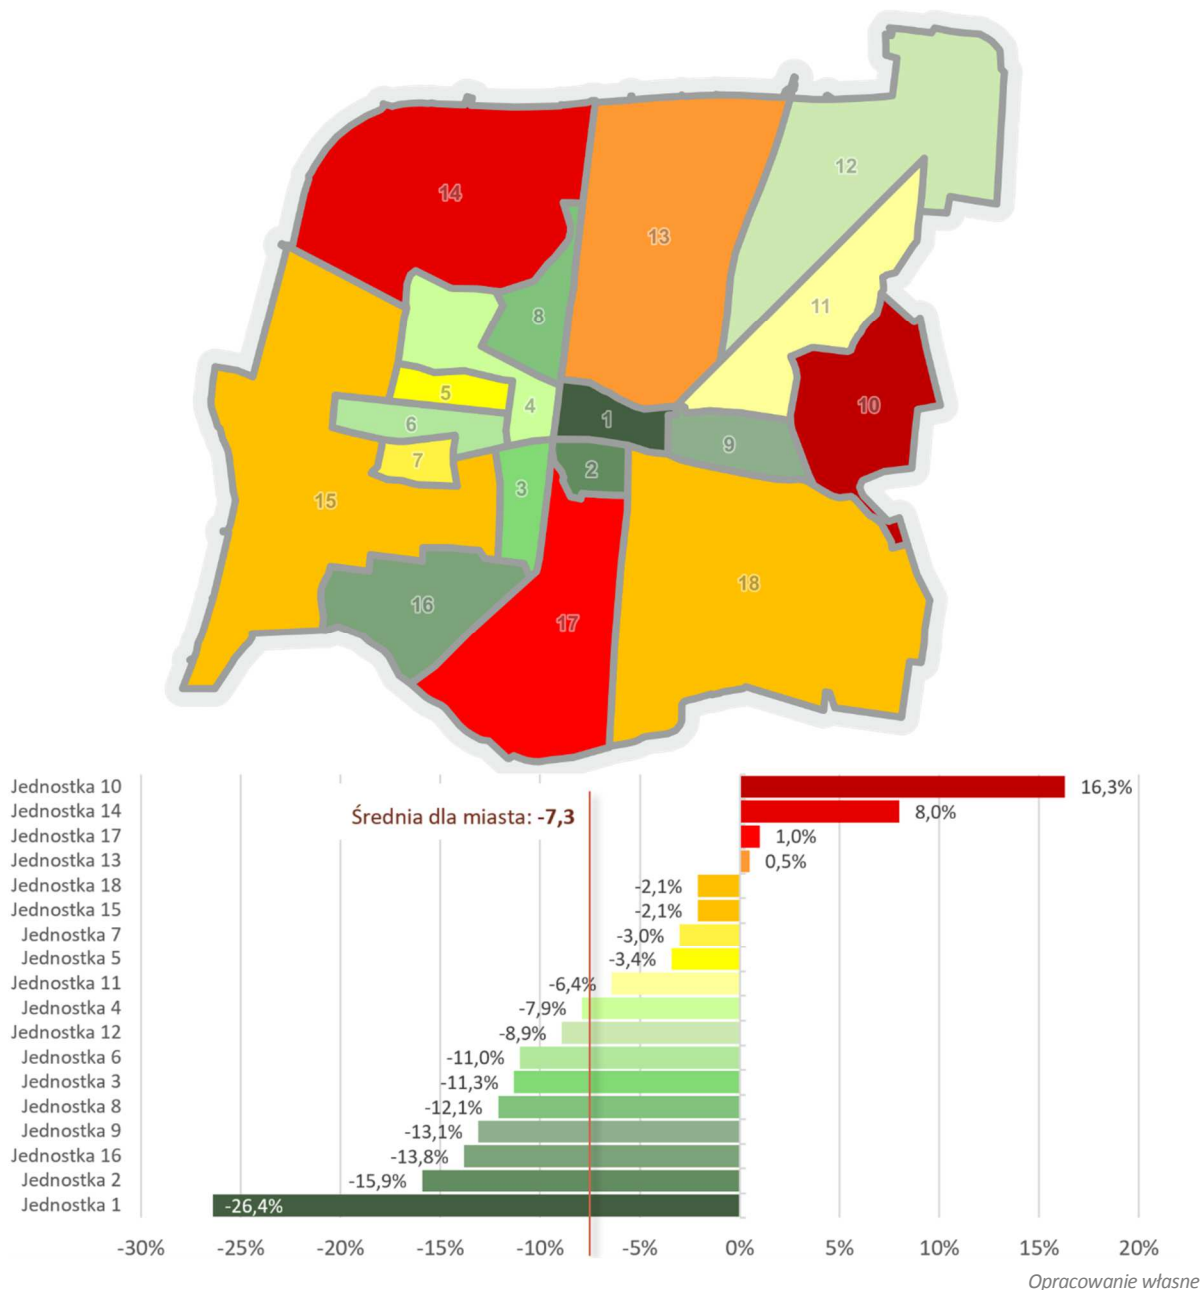 12
14
13
11
8
5
4
10
1
6
9
7
2
3
15
18
16
17
Jednostka 10 16,3%
Średnia dla miasta: -7,3
Jednostka 14 8,0%
Jednostka 17 1,0%
Jednostka 13 0,5%
Jednostka 18 -2,1%
Jednostka 15 -2,1%
Jednostka 7 -3,0%
Jednostka 5 -3,4%
Jednostka 11 -6,4%
Jednostka 4 -7,9%
Jednostka 12 -8,9%
Jednostka 6 -11,0%
Jednostka 3 -11,3%
Jednostka 8 -12,1%
Jednostka 9 -13,1%
Jednostka 16 -13,8%
Jednostka 2 -15,9%
Jednostka 1 -26,4%
-30% -25% -20% -15% -10% -5% 0% 5% 10% 15% 20%
Opracowanie własne